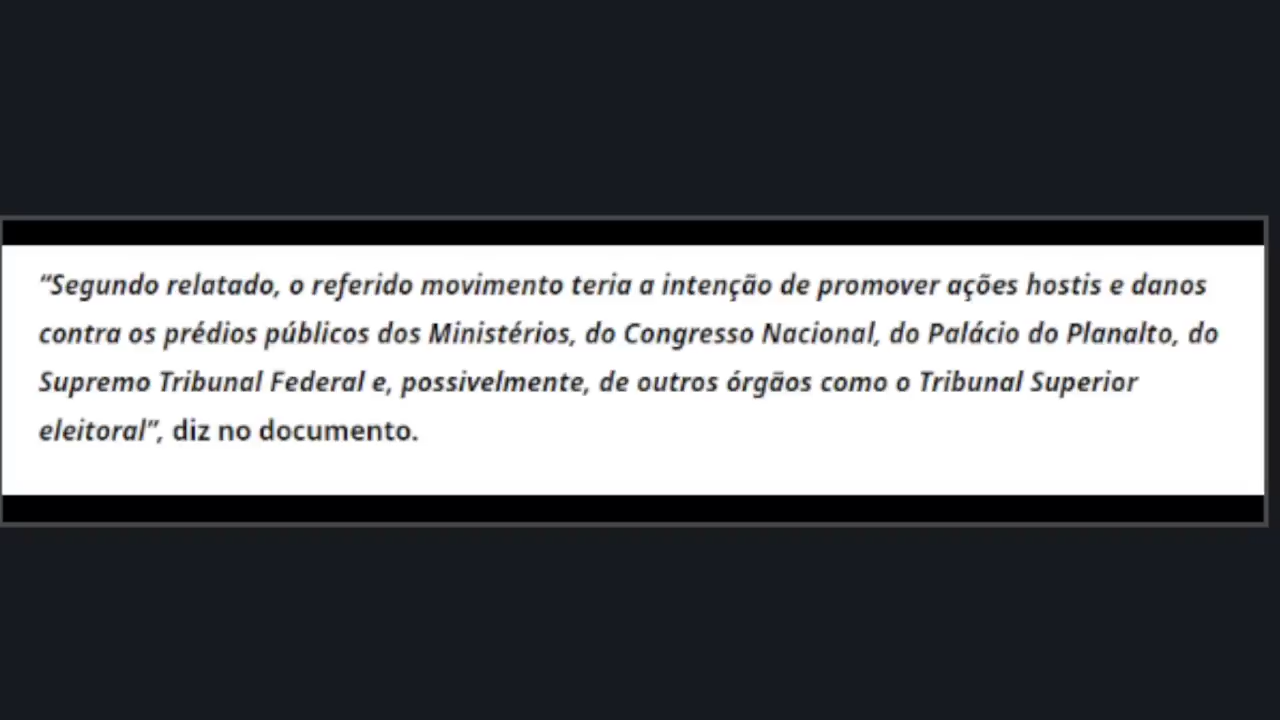 “Segundo relatado, o referido movimento teria a intenção de promover ações hostis e danos
contra os prédios públicos dos Ministérios, do Congresso Nacional, do Palácio do Planalto, do
Supremo Tribunal Federal e, possivelmente, de outros órgãos como o Tribunal Superior
eleitoral”, diz no documento.